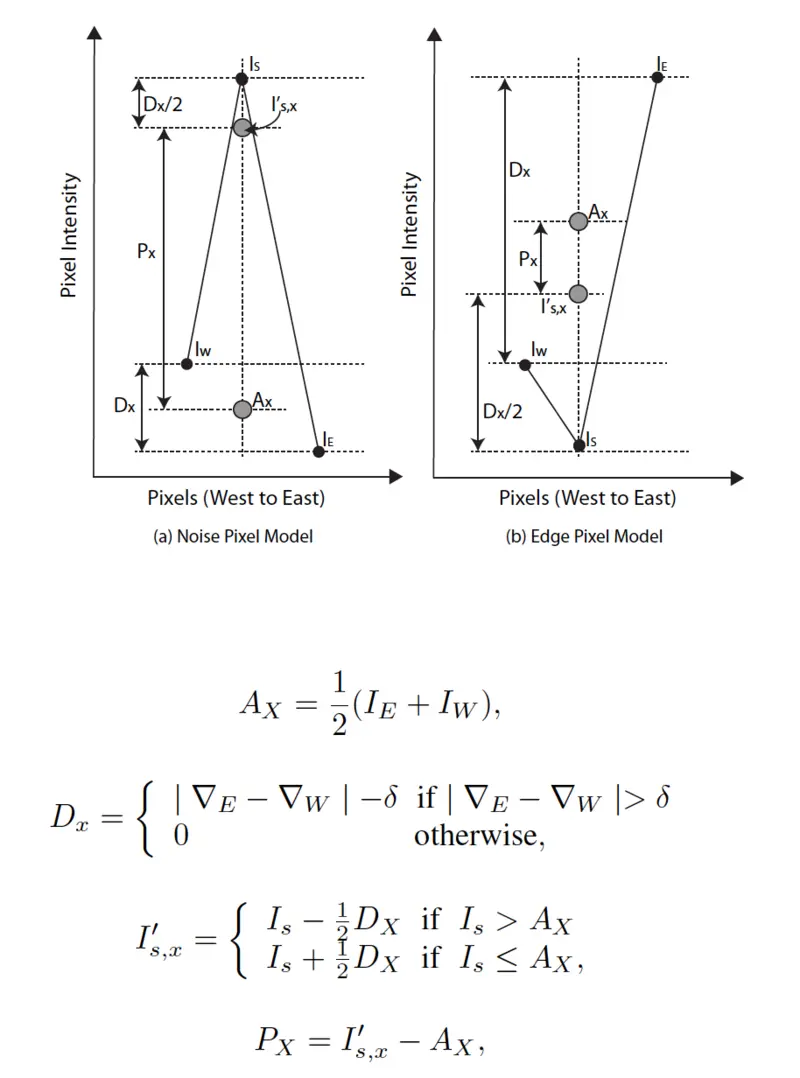 Is
Dx/2
I's,x
Px
Iw
Dx
Ax
IE
Pixel Intensity
Pixels (West to East)
(a) Noise Pixel Model
IE
Dx
Ax
Px
I's,x
Iw
Dx/2
Is
Pixel Intensity
Pixels (West to East)
(b) Edge Pixel Model
A_X = \frac{1}{2}(I_E + I_W),
D_x = \begin{cases} | \nabla_E - \nabla_W | - \delta & \text{if } | \nabla_E - \nabla_W | > \delta \\ 0 & \text{otherwise,} \end{cases}
I'_{s,x} = \begin{cases} I_s - \frac{1}{2} D_X & \text{if } I_s > A_X \\ I_s + \frac{1}{2} D_X & \text{if } I_s \leq A_X, \end{cases}
P_X = I'_{s,x} - A_X,